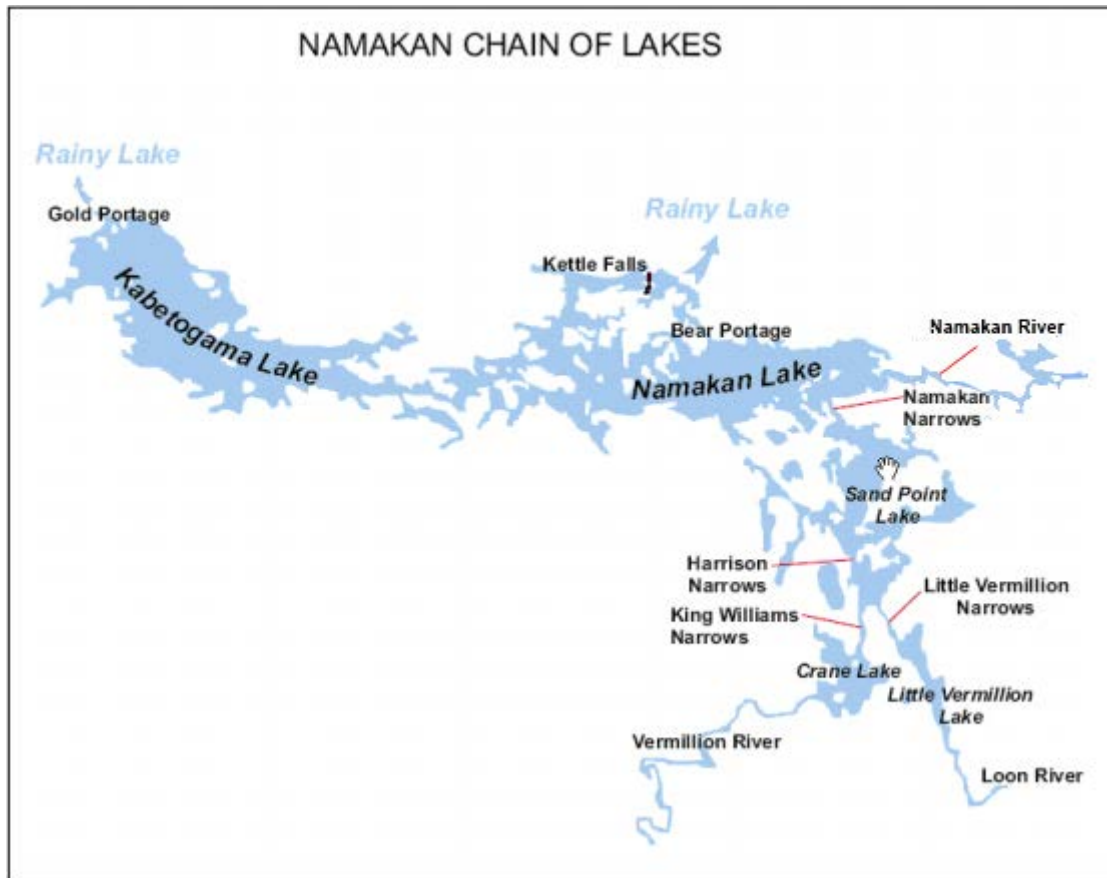 NAMAKAN CHAIN OF LAKES
Rainy Lake
Gold Portage
Rainy Lake
Kettle Falls
Kabetogama Lake
Bear Portage
Namakan River
Namakan Lake
Namakan
Narrows
Sand Point
Lake
Harrison
Narrows
Little Vermillion
Narrows
King Williams
Narrows
Crane Lake
Little Vermillion
Lake
Vermillion River
Loon River